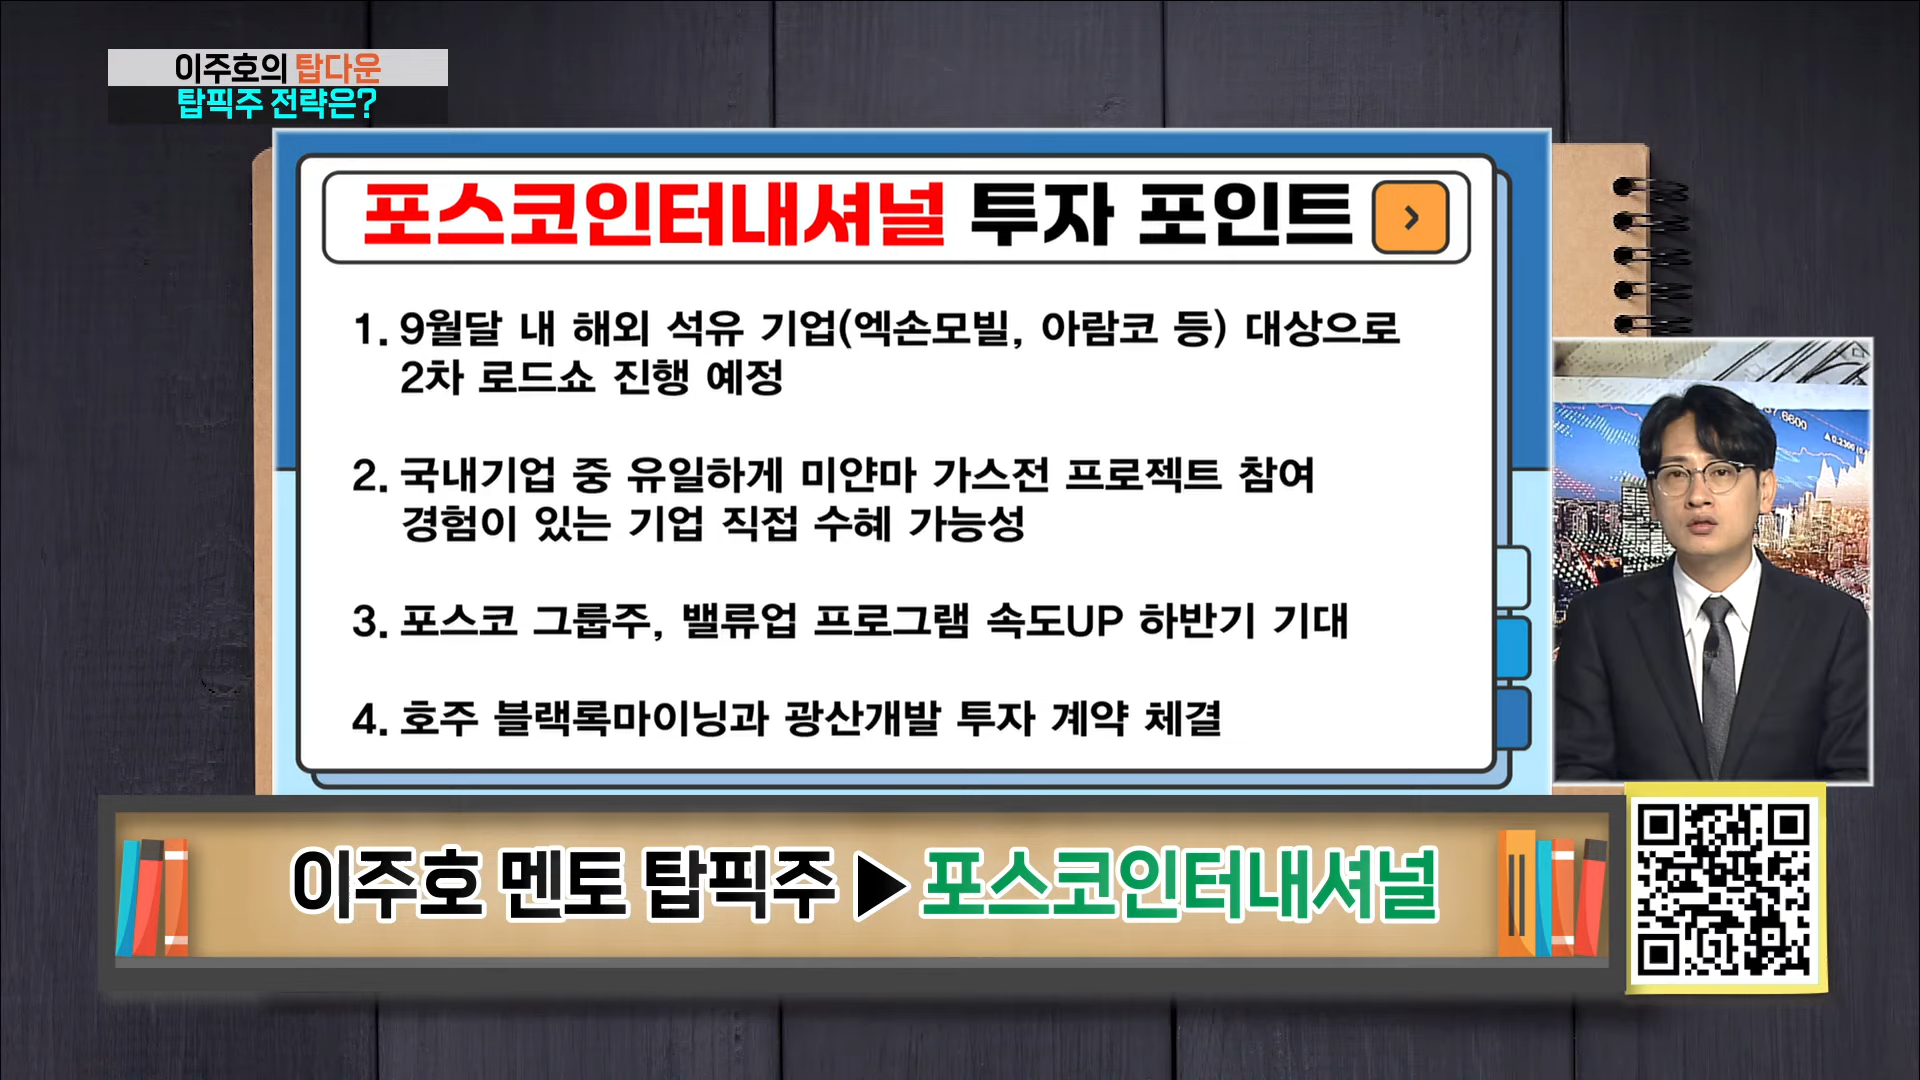 이주호의 탑다운
탑픽주 전략은?
포스코인터내셔널 투자 포인트
1. 9월달 내 해외 석유 기업(엑손모빌, 아람코 등) 대상으로
2차 로드쇼 진행 예정
2. 국내기업 중 유일하게 미얀마 가스전 프로젝트 참여
경험이 있는 기업 직접 수혜 가능성
3. 포스코 그룹주, 밸류업 프로그램 속도UP 하반기 기대
4. 호주 블랙록마이닝과 광산개발 투자 계약 체결
이주호 멘토 탑픽주 ▶ 포스코인터내셔널